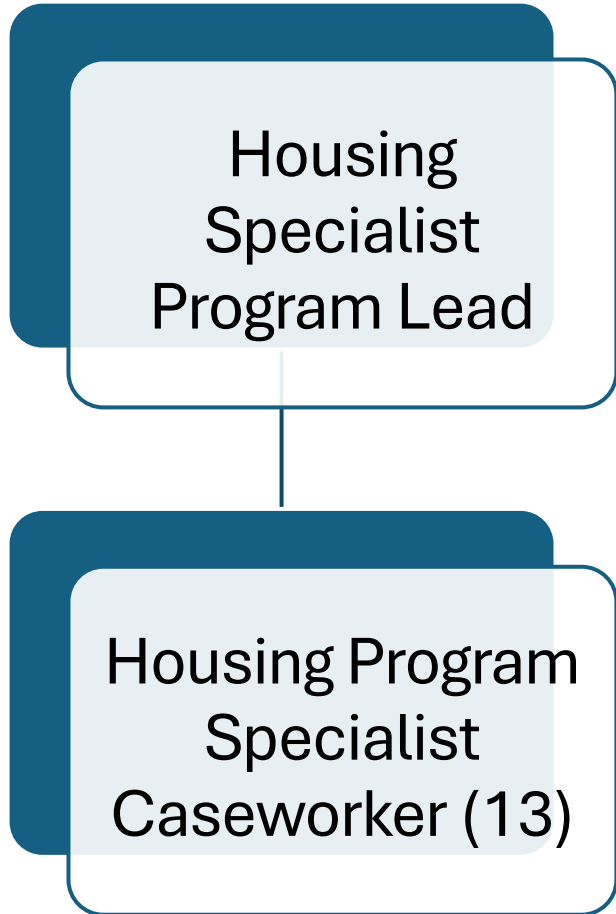 Housing
Specialist
Program Lead
Housing Program
Specialist
Caseworker (13)